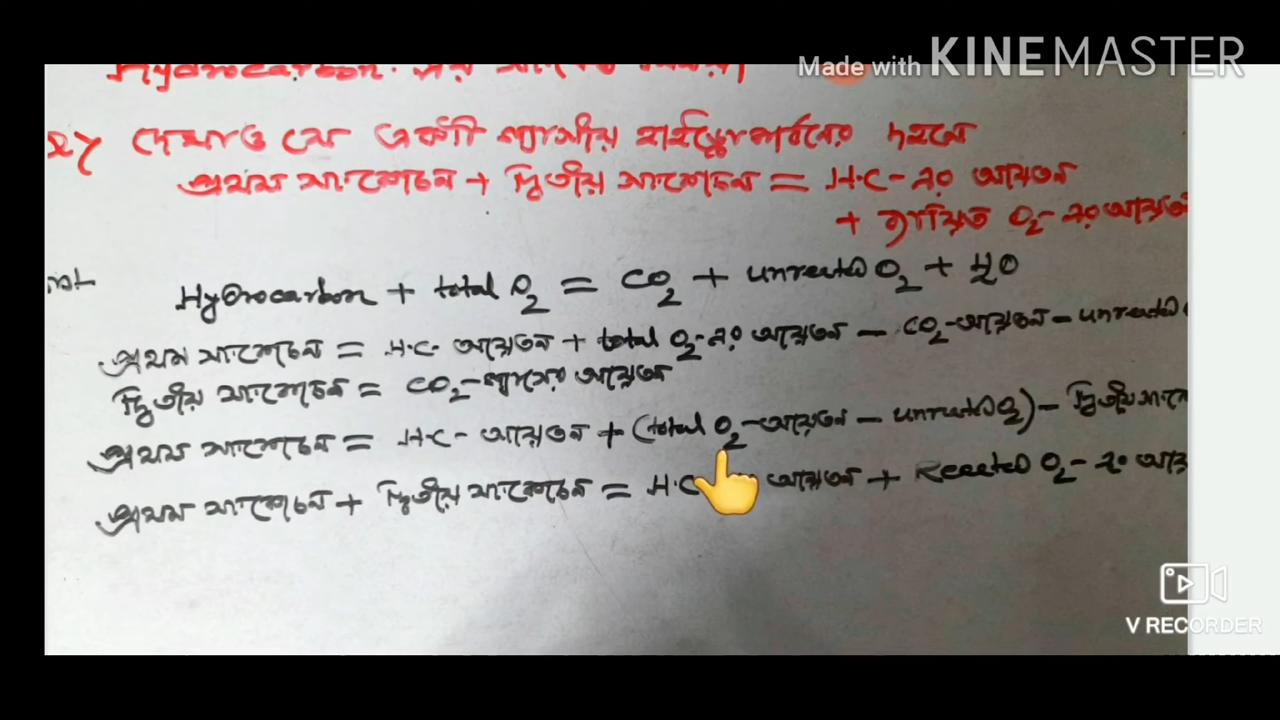 Made with KINEMASTER
Hydrocarbon এর
২) দেখাও যে একটি গ্যাসীয় হাইড্রোকার্বনের দহনে
প্রথম সংকোচন + দ্বিতীয় সংকোচন = H.C - এর আয়তন
+ ব্যয়িত O₂ - এর আয়তন
Hydrocarbon + total O₂ = CO₂ + unreacted O₂ + H₂O
প্রথম সংকোচন = H.C. আয়তন + total O₂-এর আয়তন – CO₂-আয়তন – unreacted
দ্বিতীয় সংকোচন = CO₂-গ্যাসের আয়তন
প্রথম সংকোচন = H.C - আয়তন + (total O₂-আয়তন – unreacted O₂) – দ্বিতীয়
প্রথম সংকোচন + দ্বিতীয় সংকোচন = H.C আয়তন + Reacted O₂ - এর
V RECORDER